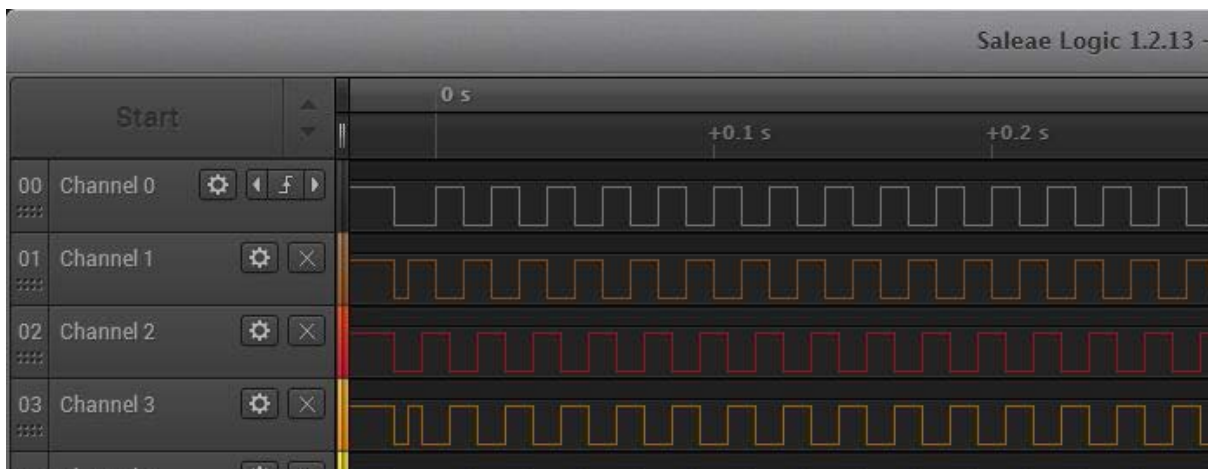 Saleae Logic 1.2.13 -
Start
0 s
+0.1 s
+0.2 s
00 Channel 0
01 Channel 1
02 Channel 2
03 Channel 3